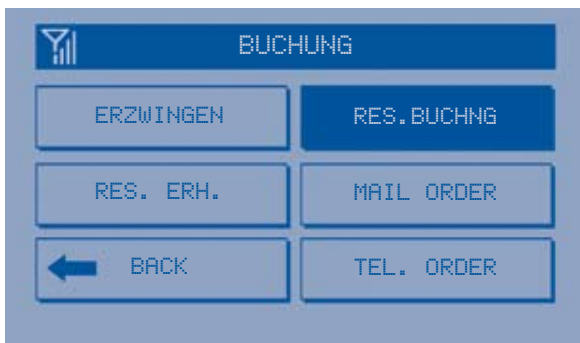 BUCHUNG
ERZWINGEN
RES.BUCHNG
RES. ERH.
MAIL ORDER
BACK
TEL. ORDER